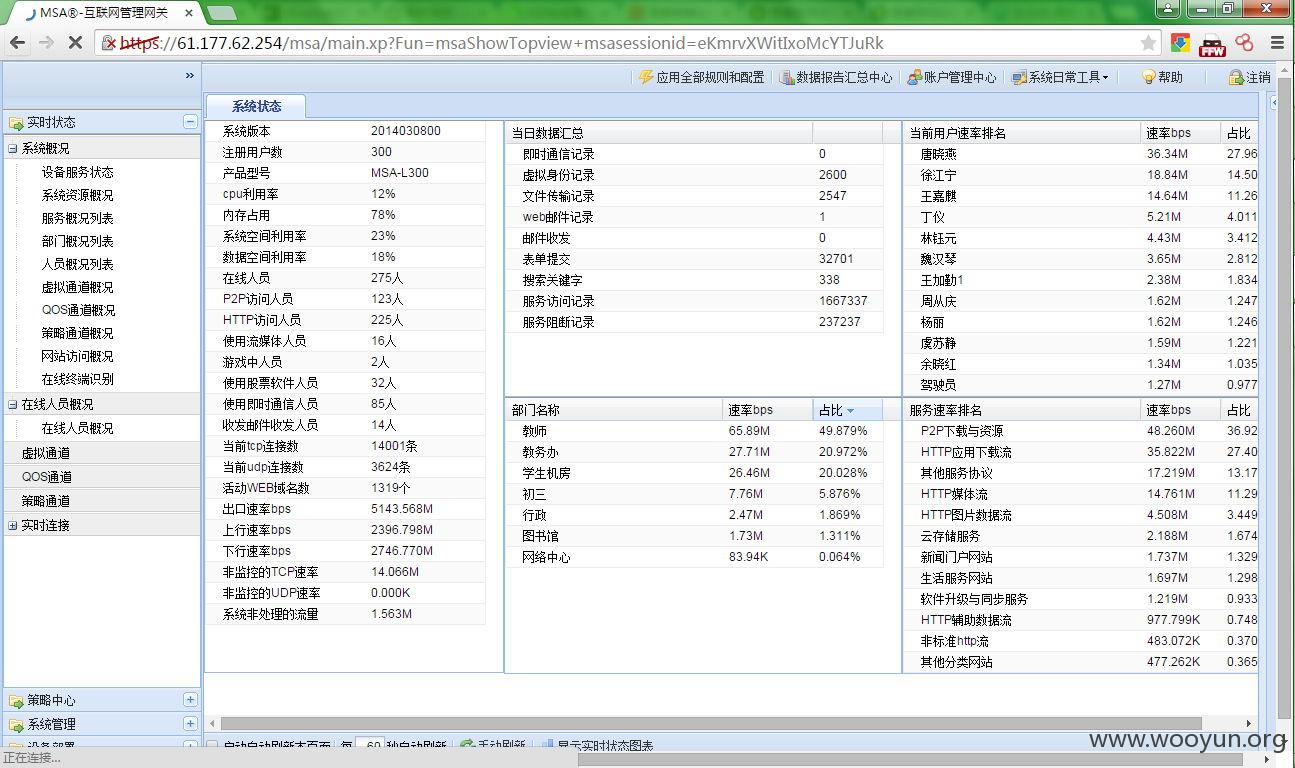 MSA®-互联网管理网关
https://61.177.62.254/msa/main.xp?Fun=msaShowTopview+msasessionid=eKmrvXWitIxoMcYTJuRk
FFW
» 应用全部规则和配置 数据报告汇总中心 账户管理中心 系统日常工具 帮助 注销
实时状态
系统概况
设备服务状态
系统资源概况
服务概况列表
部门概况列表
人员概况列表
虚拟通道概况
QOS通道概况
策略通道概况
网站访问概况
在线终端识别
在线人员概况
在线人员概况
虚拟通道
QOS通道
策略通道
实时连接
策略中心
系统管理
设备部署
正在连接...
系统状态
系统版本 2014030800
注册用户数 300
产品型号 MSA-L300
cpu利用率 12%
内存占用 78%
系统空间利用率 23%
数据空间利用率 18%
在线人员 275人
P2P访问人员 123人
HTTP访问人员 225人
使用流媒体人员 16人
游戏中人员 2人
使用股票软件人员 32人
使用即时通信人员 85人
收发邮件收发人员 14人
当前tcp连接数 14001条
当前udp连接数 3624条
活动WEB域名数 1319个
出口速率bps 5143.568M
上行速率bps 2396.798M
下行速率bps 2746.770M
非监控的TCP速率 14.066M
非监控的UDP速率 0.000K
系统非处理的流量 1.563M
当日数据汇总
即时通信记录 0
虚拟身份记录 2600
文件传输记录 2547
web邮件记录 1
邮件收发 0
表单提交 32701
搜索关键字 338
服务访问记录 1667337
服务阻断记录 237237
部门名称 速率bps 占比
教师 65.89M 49.879%
教务办 27.71M 20.972%
学生机房 26.46M 20.028%
初三 7.76M 5.876%
行政 2.47M 1.869%
图书馆 1.73M 1.311%
网络中心 83.94K 0.064%
当前用户速率排名 速率bps 占比
唐晓燕 36.34M 27.96
徐江宁 18.84M 14.50
王嘉麒 14.64M 11.26
丁仪 5.21M 4.011
林钰元 4.43M 3.412
魏汉琴 3.65M 2.812
王加勤1 2.38M 1.834
周从庆 1.62M 1.247
杨丽 1.62M 1.246
虞苏静 1.59M 1.221
余晓红 1.34M 1.035
驾驶员 1.27M 0.977
服务速率排名 速率bps 占比
P2P下载与资源 48.260M 36.92
HTTP应用下载流 35.822M 27.40
其他服务协议 17.219M 13.17
HTTP媒体流 14.761M 11.29
HTTP图片数据流 4.508M 3.449
云存储服务 2.188M 1.674
新闻门户网站 1.737M 1.329
生活服务网站 1.697M 1.298
软件升级与同步服务 1.219M 0.933
HTTP辅助数据流 977.799K 0.748
非标准http流 483.072K 0.370
其他分类网站 477.262K 0.365
启动自动刷新本页面 每 60 秒自动刷新 手动刷新 显示实时状态图表
www.wooyun.org